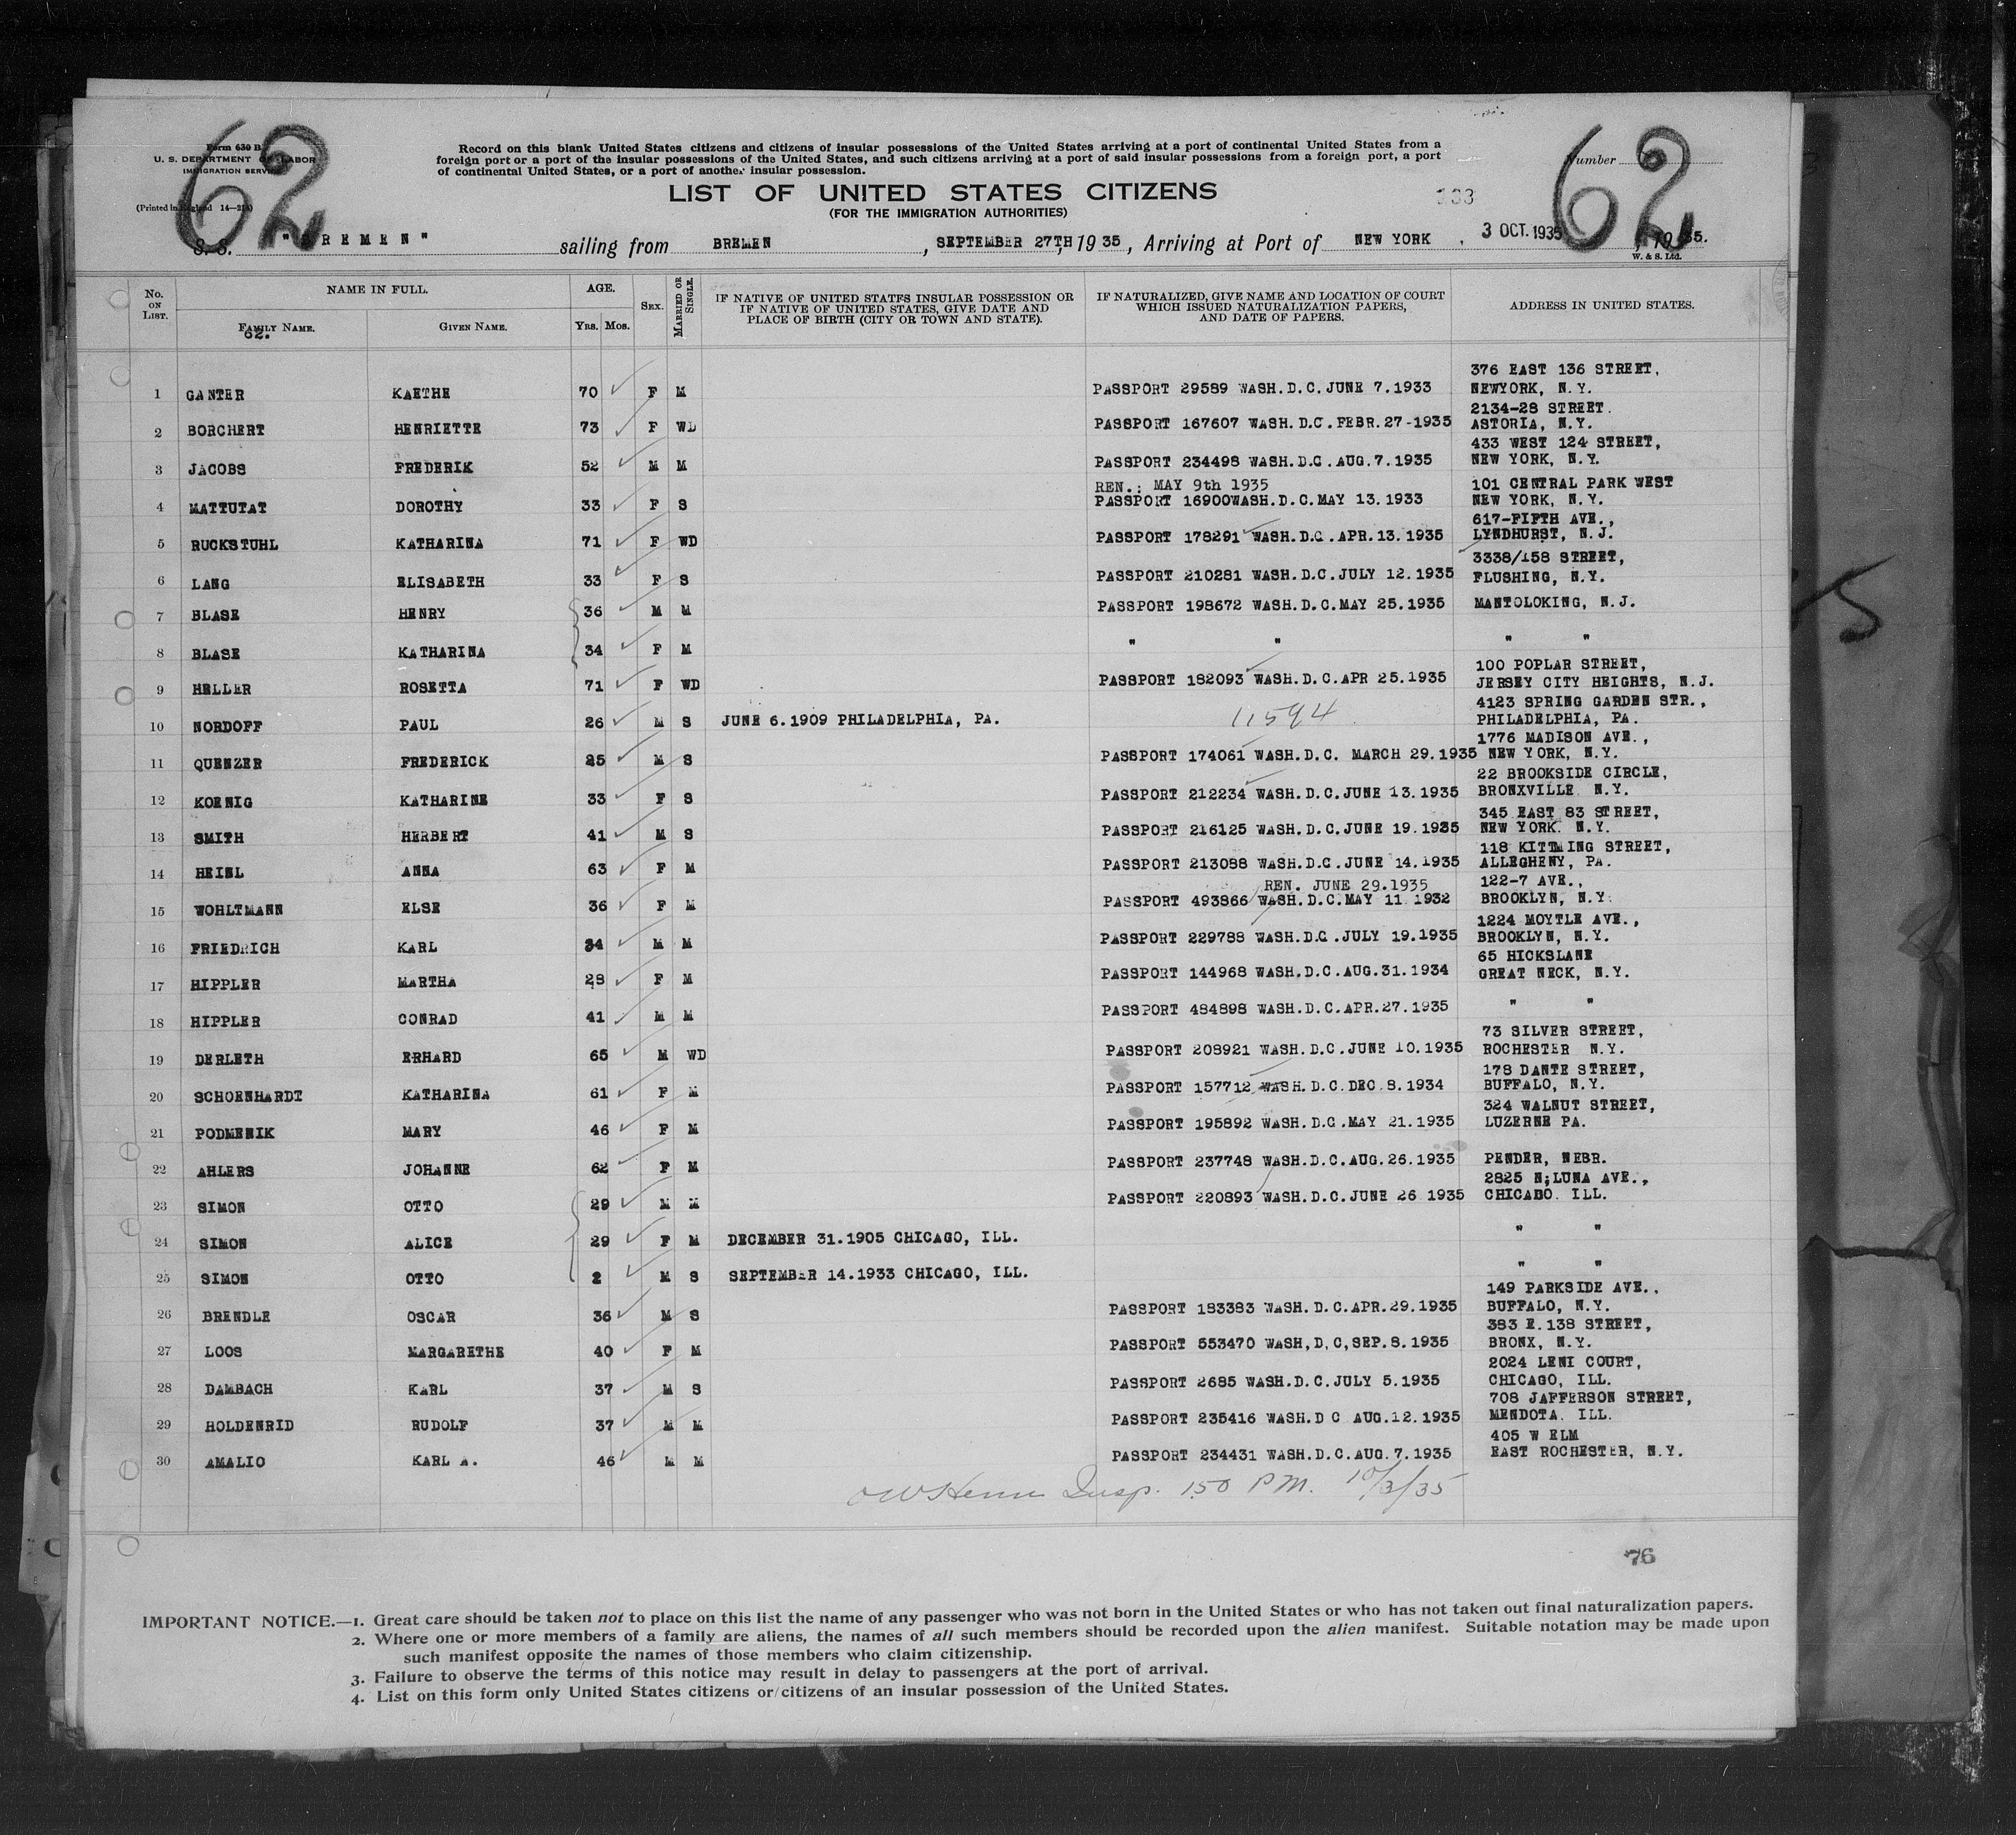 62
Form 630 B
U. S. DEPARTMENT OF LABOR
IMMIGRATION SERVICE
(Printed in England 14—214)
Record on this blank United States citizens and citizens of insular possessions of the United States arriving at a port of continental United States from a
foreign port or a port of the insular possessions of the United States, and such citizens arriving at a port of said insular possessions from a foreign port, a port
of continental United States, or a port of another insular possession.
LIST OF UNITED STATES CITIZENS
(FOR THE IMMIGRATION AUTHORITIES)
Number
62
S. S. "BREMEN" sailing from BREMEN, SEPTEMBER 27TH, 1935, Arriving at Port of NEW YORK, 3 OCT. 1935, 1935.
W. & S. Ltd.
No. ON LIST. NAME IN FULL. AGE. SEX. MARRIED OR SINGLE. IF NATIVE OF UNITED STATES INSULAR POSSESSION OR IF NATIVE OF UNITED STATES, GIVE DATE AND PLACE OF BIRTH (CITY OR TOWN AND STATE). IF NATURALIZED, GIVE NAME AND LOCATION OF COURT WHICH ISSUED NATURALIZATION PAPERS, AND DATE OF PAPERS. ADDRESS IN UNITED STATES.
FAMILY NAME. GIVEN NAME. YRS. MOS.
62.
376 EAST 136 STREET,
1 GANTER KAETHE 70 F M PASSPORT 29589 WASH.D.C. JUNE 7.1933 NEWYORK, N.Y.
2134-28 STREET.
2 BORCHERT HENRIETTE 73 F WD PASSPORT 167607 WASH.D.C. FEBR.27-1935 ASTORIA, N.Y.
433 WEST 124 STREET,
3 JACOBS FREDERIK 52 M M PASSPORT 234498 WASH.D.C. AUG.7.1935 NEW YORK, N.Y.
REN.: MAY 9th 1935 101 CENTRAL PARK WEST
4 MATTUTAT DOROTHY 33 F S PASSPORT 16900WASH.D.C.MAY 13.1933 NEW YORK, N.Y.
617-FIFTH AVE.,
5 RUCKSTUHL KATHARINA 71 F WD PASSPORT 178291 WASH.D.C. APR.13.1935 LYNDHURST, N.J.
3338/158 STREET,
6 LANG ELISABETH 33 F S PASSPORT 210281 WASH.D.C.JULY 12.1935 FLUSHING, N.Y.
7 BLASE HENRY 36 M M PASSPORT 198672 WASH.D.C.MAY 25.1935 MANTOLOKING, N.J.
8 BLASE KATHARINA 34 F M " " " "
100 POPLAR STREET,
9 HELLER ROSETTA 71 F WD PASSPORT 182093 WASH.D.C.APR 25.1935 JERSEY CITY HEIGHTS, N.J.
4123 SPRING GARDEN STR.,
10 NORDOFF PAUL 26 M S JUNE 6.1909 PHILADELPHIA, PA. 11594 PHILADELPHIA, PA.
1776 MADISON AVE.,
11 QUENZER FREDERICK 25 M S PASSPORT 174061 WASH.D.C. MARCH 29.1935 NEW YORK, N.Y.
22 BROOKSIDE CIRCLE,
12 KOENIG KATHARINE 33 F S PASSPORT 212234 WASH.D.C.JUNE 13.1935 BRONXVILLE N.Y.
345 EAST 83 STREET,
13 SMITH HERBERT 41 M S PASSPORT 216125 WASH.D.C.JUNE 19.1935 NEW YORK. N.Y.
118 KITTNING STREET,
14 HEINL ANNA 63 F M PASSPORT 213088 WASH.D.C.JUNE 14.1935 ALLEGHENY, PA.
REN. JUNE 29.1935 122-7 AVE.,
15 WOHLTMANN ELSE 36 F M PASSPORT 493866 WASH.D.C.MAY 11 1932 BROOKLYN, N.Y.
1224 MOYTLE AVE.,
16 FRIEDRICH KARL 34 M M PASSPORT 229788 WASH.D.C.JULY 19.1935 BROOKLYN, N.Y.
65 HICKSLANE
17 HIPPLER MARTHA 28 F M PASSPORT 144968 WASH.D.C.AUG.31.1934 GREAT NECK, N.Y.
18 HIPPLER CONRAD 41 M M PASSPORT 484898 WASH.D.C.APR.27.1935 " "
73 SILVER STREET,
19 DERLETH ERHARD 65 M WD PASSPORT 208921 WASH.D.C.JUNE 10.1935 ROCHESTER N.Y.
178 DANTE STREET,
20 SCHOENHARDT KATHARINA 61 F M PASSPORT 157712 WASH.D.C.DEC.8.1934 BUFFALO, N.Y.
324 WALNUT STREET,
21 PODMENIK MARY 46 F M PASSPORT 195892 WASH.D.C.MAY 21.1935 LUZERNE PA.
22 AHLERS JOHANNE 62 F M PASSPORT 237748 WASH.D.C.AUG.26.1935 PENDER, NEBR.
2825 N;LUNA AVE.,
23 SIMON OTTO 29 M M PASSPORT 220893 WASH.D.C.JUNE 26 1935 CHICABO. ILL.
24 SIMON ALICE 29 F M DECEMBER 31.1905 CHICAGO, ILL. " "
25 SIMON OTTO 2 M S SEPTEMBER 14.1933 CHICAGO, ILL. " "
149 PARKSIDE AVE.,
26 BRENDLE OSCAR 36 M S PASSPORT 183383 WASH.D.C.APR.29.1935 BUFFALO, N.Y.
383 E.138 STREET,
27 LOOS MARGARETHE 40 F M PASSPORT 553470 WASH,D,C,SEP.8.1935 BRONX, N.Y.
2024 LENI COURT,
28 DAMBACH KARL 37 M S PASSPORT 2685 WASH.D.C.JULY 5.1935 CHICAGO, ILL.
708 JAFFERSON STREET,
29 HOLDENRID RUDOLF 37 M M PASSPORT 235416 WASH.D C AUG.12.1935 MENDOTA. ILL.
405 W ELM
30 AMALIO KARL A. 46 M M PASSPORT 234431 WASH.D.C.AUG.7.1935 EAST ROCHESTER, N.Y.
Insp. 150 P.M. 10/3/35
76
IMPORTANT NOTICE.—1. Great care should be taken not to place on this list the name of any passenger who was not born in the United States or who has not taken out final naturalization papers.
2. Where one or more members of a family are aliens, the names of all such members should be recorded upon the alien manifest. Suitable notation may be made upon
such manifest opposite the names of those members who claim citizenship.
3. Failure to observe the terms of this notice may result in delay to passengers at the port of arrival.
4. List on this form only United States citizens or citizens of an insular possession of the United States.